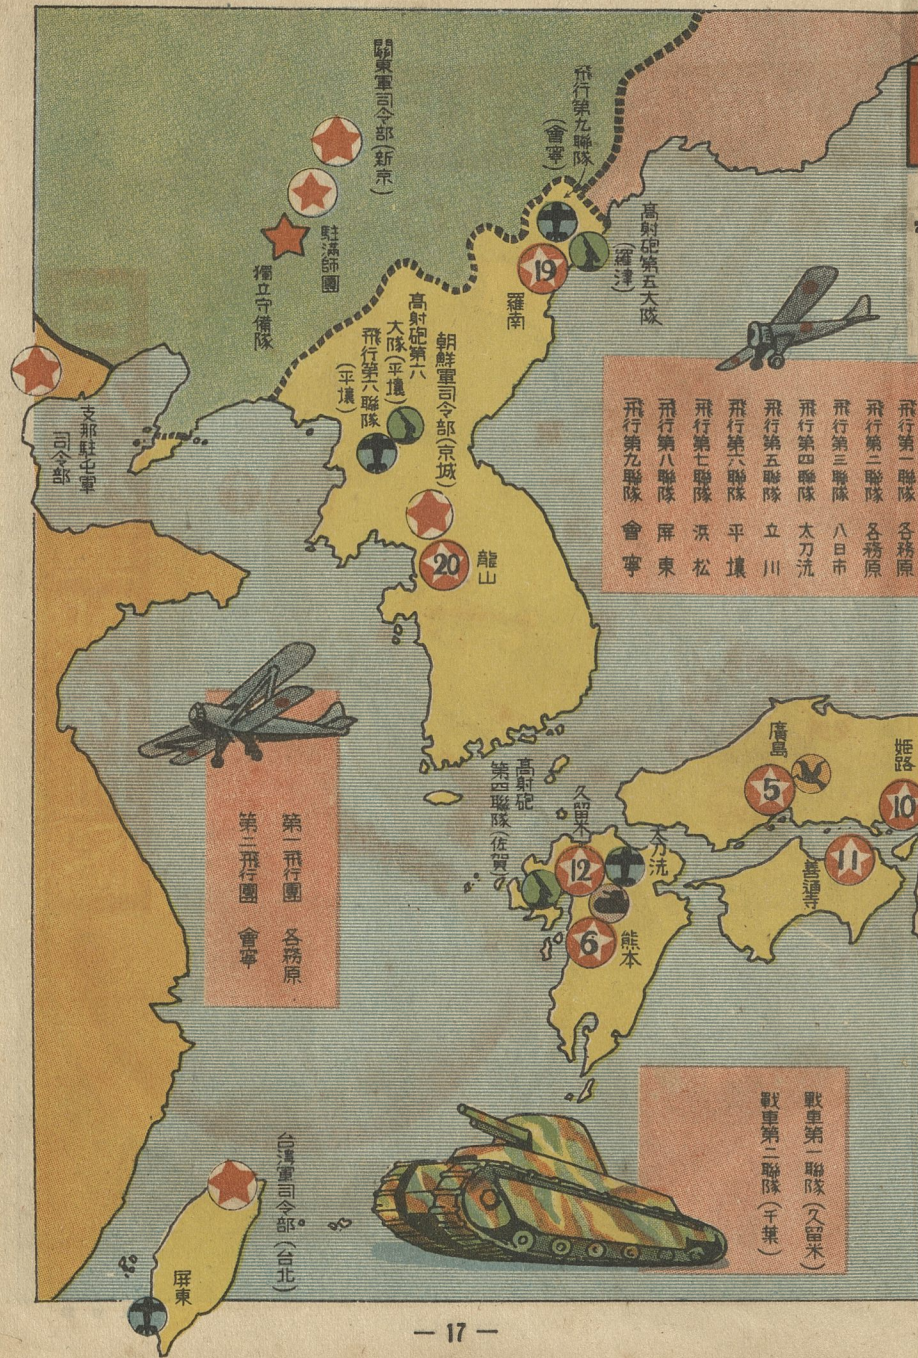 關東軍司令部(新京)
駐滿師團
獨立守備隊
飛行第九聯隊
(會寧)
高射砲第五大隊
(羅津)
19
羅南
朝鮮軍司令部(京城)
高射砲第六
大隊(平壤)
飛行第六聯隊
(平壤)
20
龍山
支那駐屯軍
司令部
飛行第一聯隊 各務原
飛行第二聯隊 各務原
飛行第三聯隊 八日市
飛行第四聯隊 太刀洗
飛行第五聯隊 立川
飛行第六聯隊 平壤
飛行第七聯隊 洪松
飛行第八聯隊 屏東
飛行第九聯隊 會寧
第一飛行團 各務原
第二飛行團 會寧
姫路
10
廣島
5
11
善通寺
高射砲
第四聯隊(佐賀)
久留米
12
大刀洗
6
熊本
戰車第一聯隊(久留米)
戰車第二聯隊(千葉)
台灣軍司令部(台北)
屏東
— 17 —